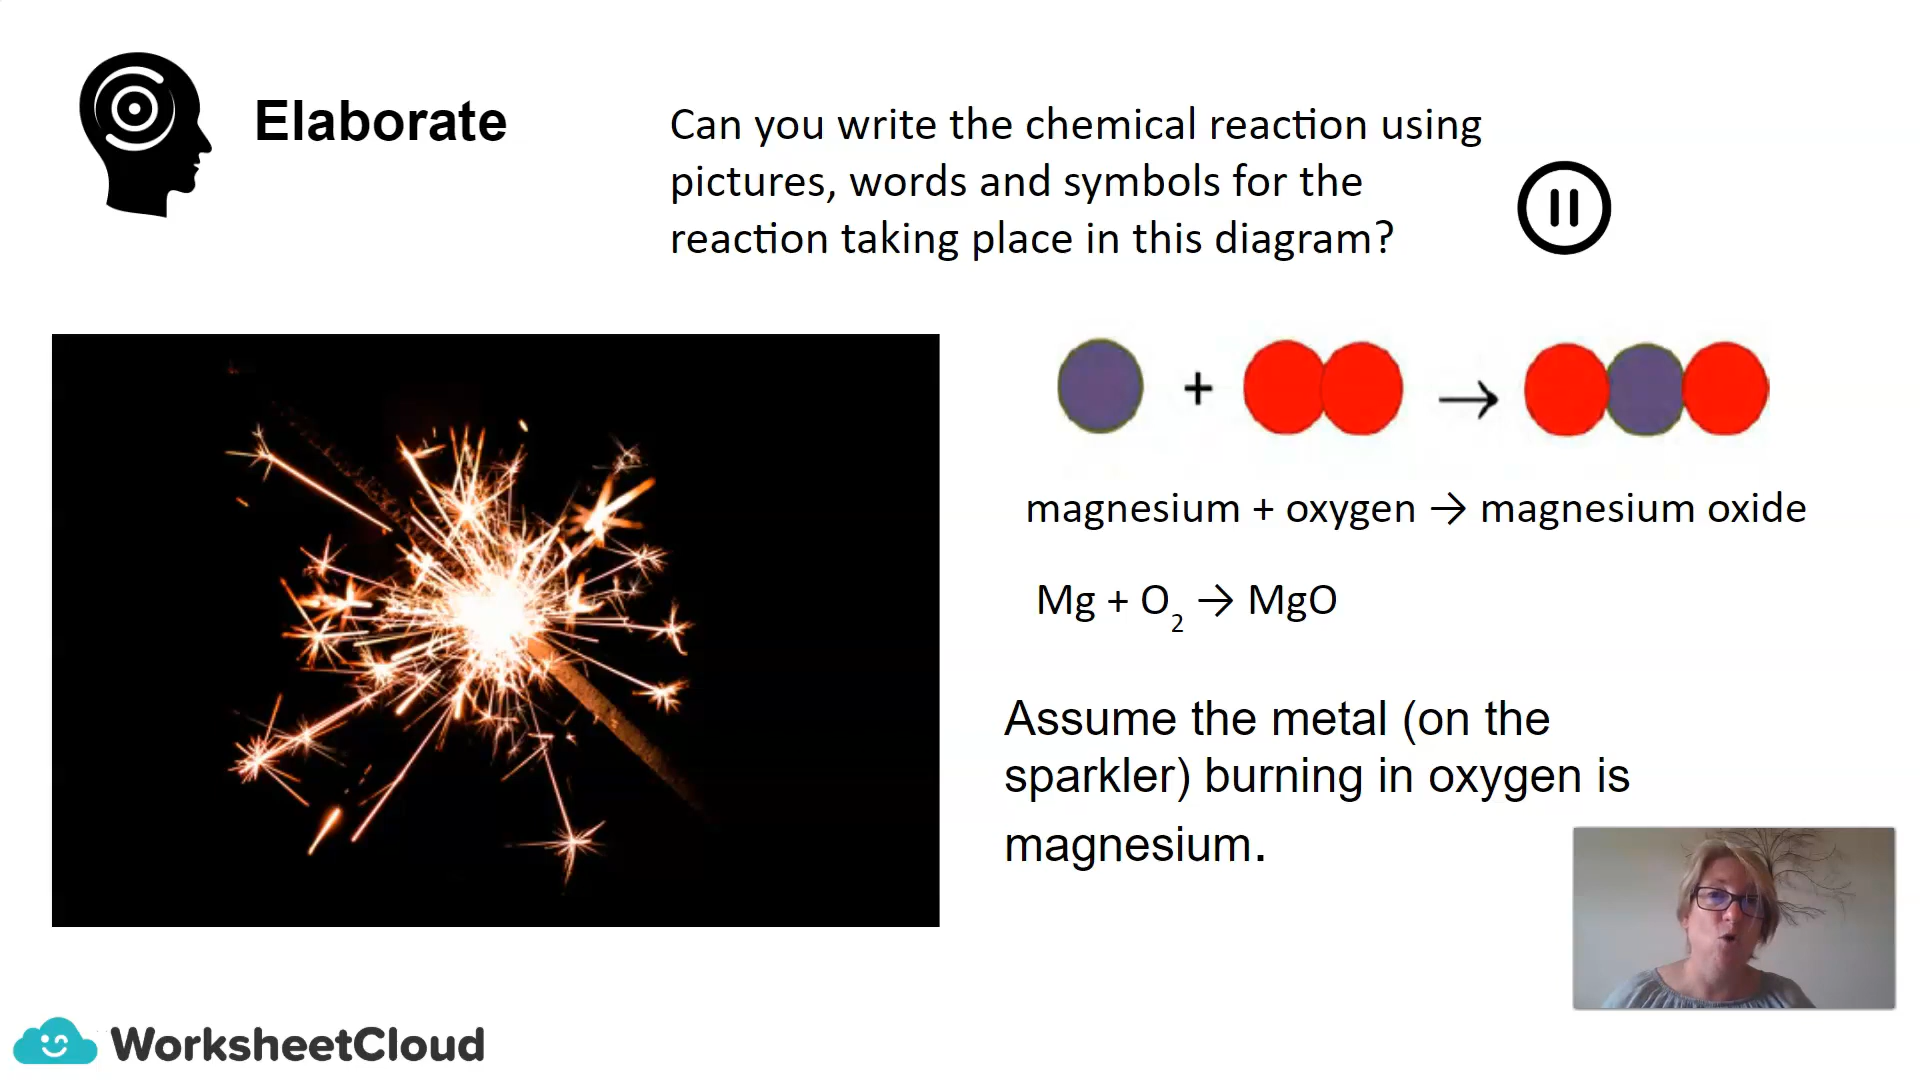 Elaborate
Can you write the chemical reaction using
pictures, words and symbols for the
reaction taking place in this diagram?
+ →
magnesium + oxygen → magnesium oxide
Mg + O₂ → MgO
Assume the metal (on the
sparkler) burning in oxygen is
magnesium.
WorksheetCloud